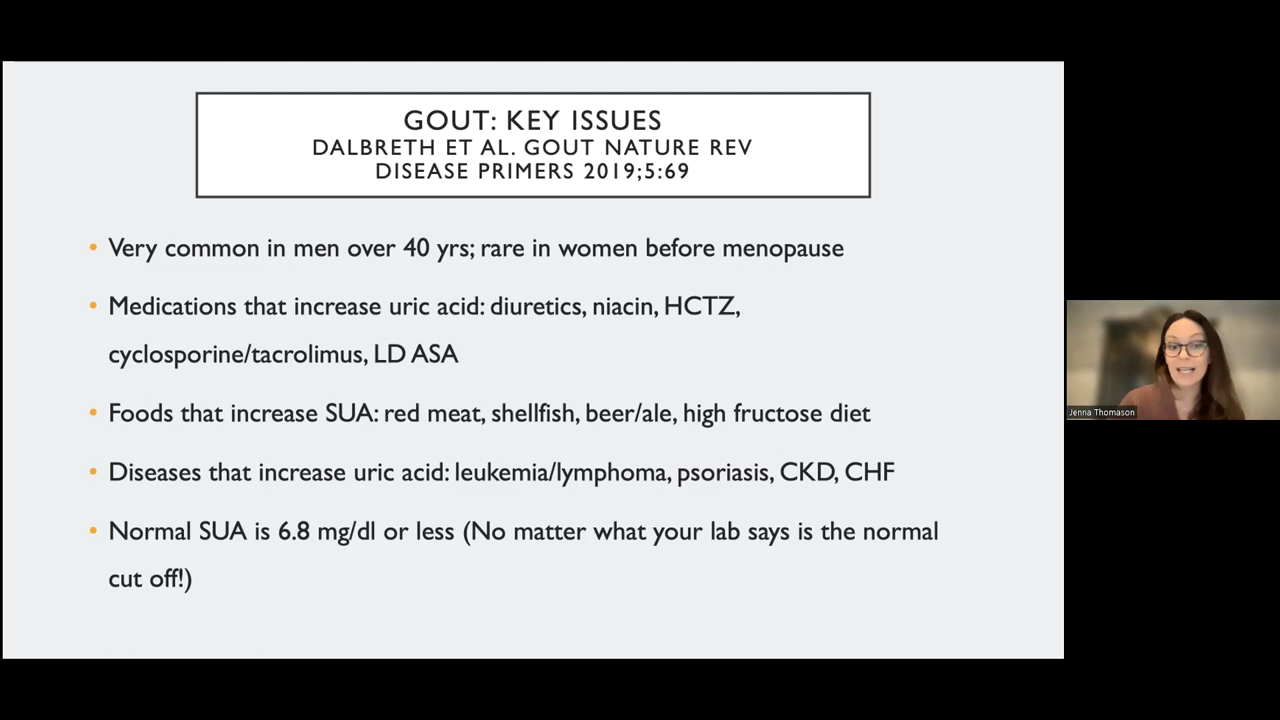 GOUT: KEY ISSUES
DALBRETH ET AL. GOUT NATURE REV
DISEASE PRIMERS 2019;5:69
• Very common in men over 40 yrs; rare in women before menopause
• Medications that increase uric acid: diuretics, niacin, HCTZ,
cyclosporine/tacrolimus, LD ASA
• Foods that increase SUA: red meat, shellfish, beer/ale, high fructose diet
• Diseases that increase uric acid: leukemia/lymphoma, psoriasis, CKD, CHF
• Normal SUA is 6.8 mg/dl or less (No matter what your lab says is the normal
cut off!)
Jenna Thomason